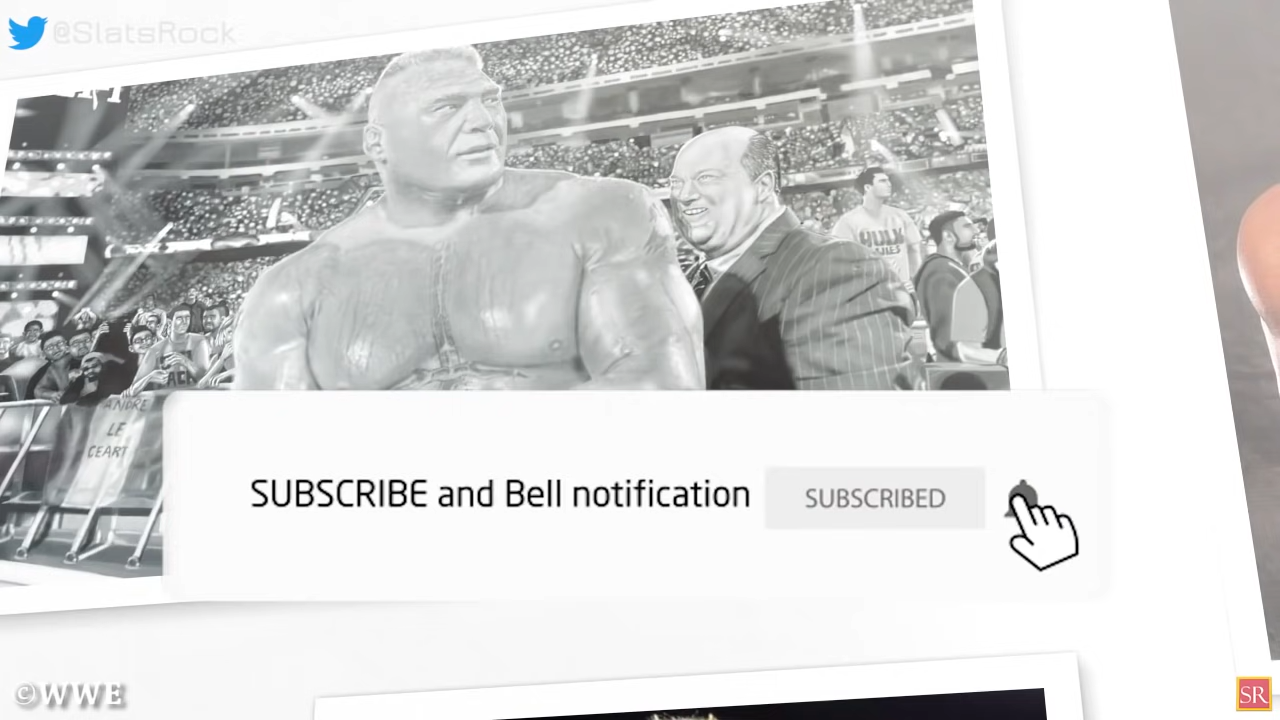 @SlatsRock
SUBSCRIBE and Bell notification
SUBSCRIBED
ANDRE
LE
CEART
©WWE
SR